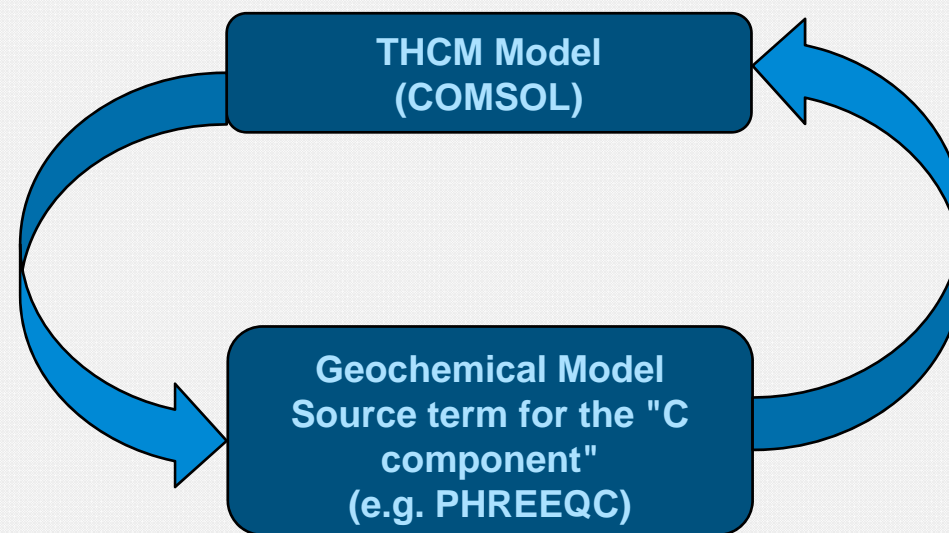 THCM Model
(COMSOL)
Geochemical Model
Source term for the "C
component"
(e.g. PHREEQC)